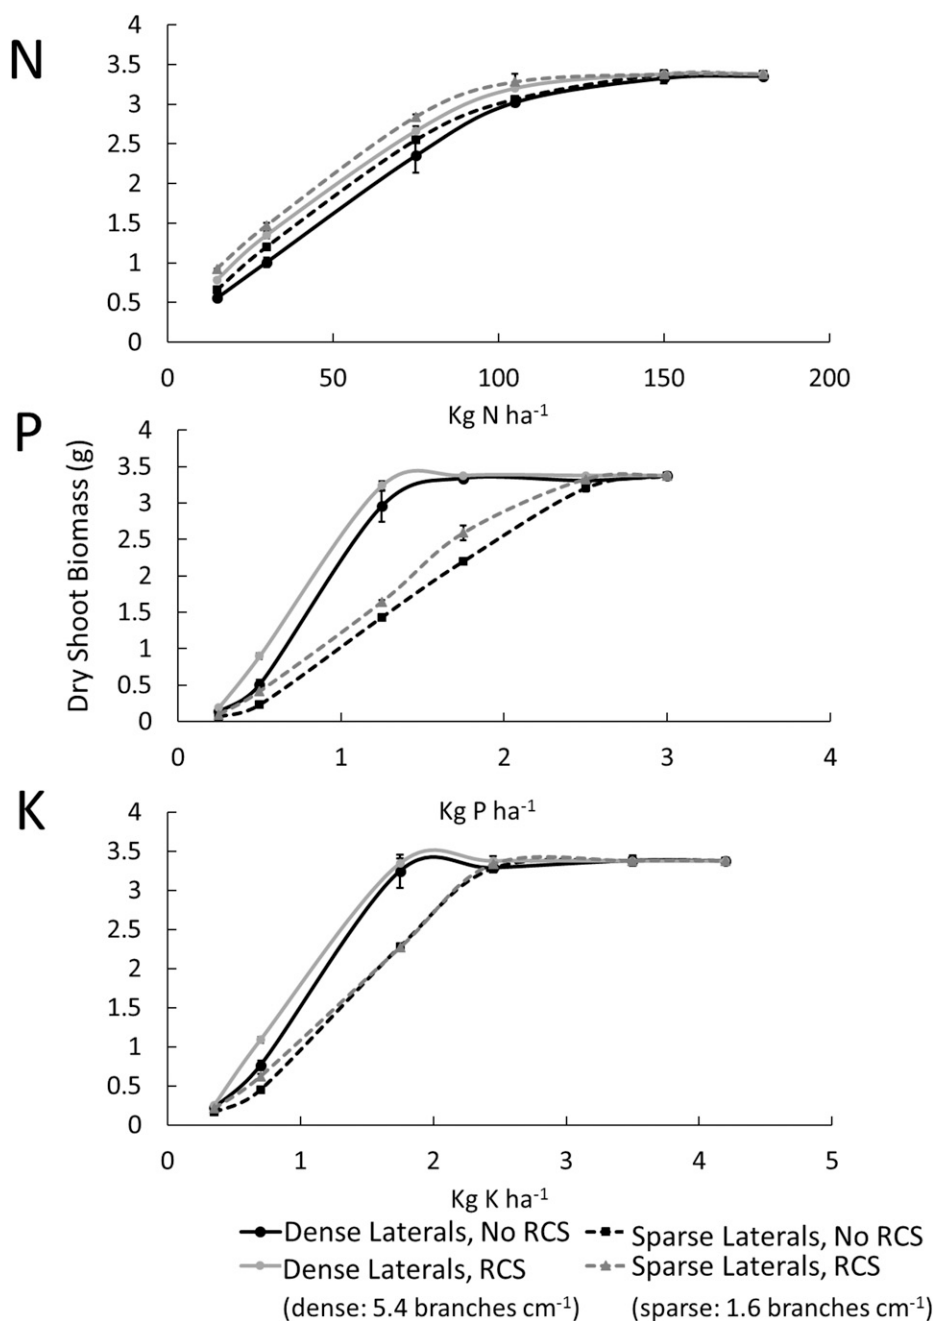 N
4
3.5
3
2.5
2
1.5
1
0.5
0
0 50 100 150 200
Kg N ha⁻¹
P
Dry Shoot Biomass (g)
4
3.5
3
2.5
2
1.5
1
0.5
0
0 1 2 3 4
Kg P ha⁻¹
K
4
3.5
3
2.5
2
1.5
1
0.5
0
0 1 2 3 4 5
Kg K ha⁻¹
Dense Laterals, No RCS
Sparse Laterals, No RCS
Dense Laterals, RCS
Sparse Laterals, RCS
(dense: 5.4 branches cm⁻¹)
(sparse: 1.6 branches cm⁻¹)